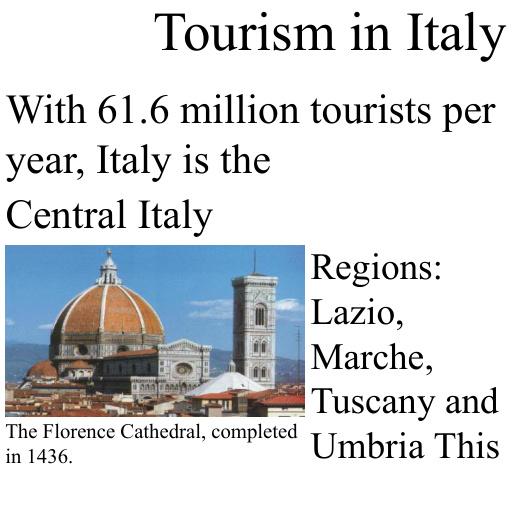 Tourism in Italy
With 61.6 million tourists per
year, Italy is the
Central Italy
Regions:
Lazio,
Marche,
Tuscany and
Umbria This
The Florence Cathedral, completed
in 1436.